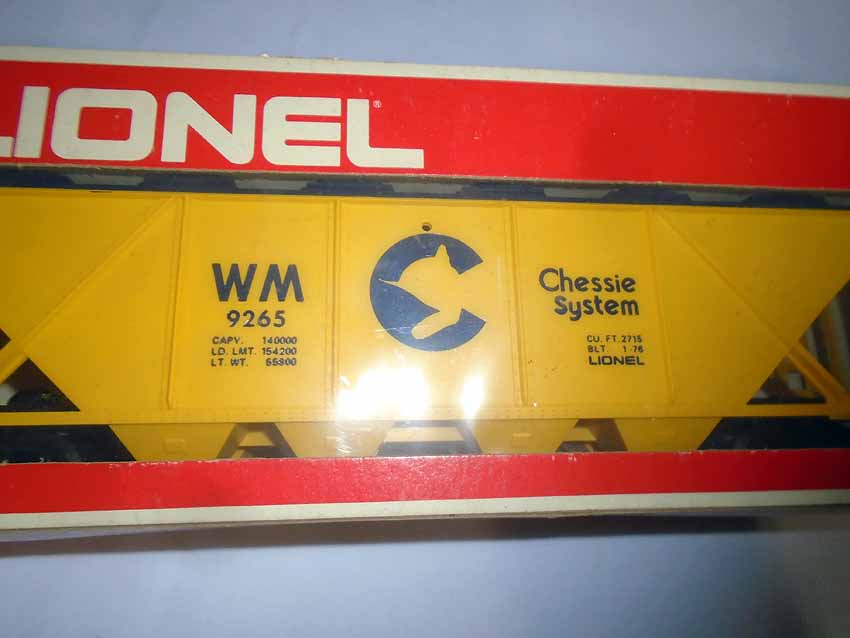 LIONEL®
WM
9265
CAPV. 140000
LD. LMT. 154200
LT. WT. 65800
Chessie
System
CU. FT. 2715
BLT 1-76
LIONEL